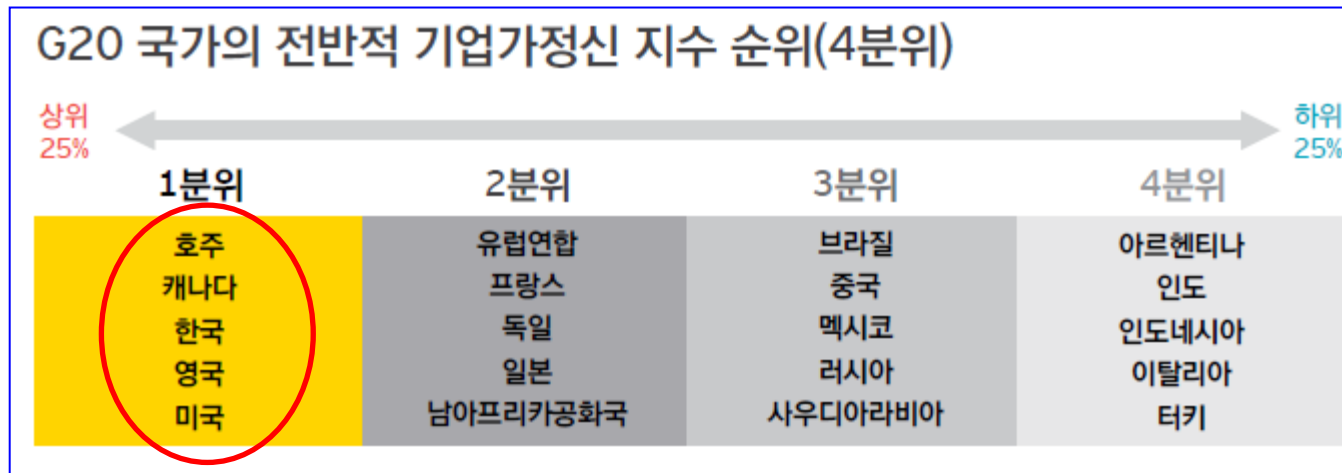 G20 국가의 전반적 기업가정신 지수 순위(4분위)
상위 하위
25% 25%
1분위 2분위 3분위 4분위
호주 유럽연합 브라질 아르헨티나
캐나다 프랑스 중국 인도
한국 독일 멕시코 인도네시아
영국 일본 러시아 이탈리아
미국 남아프리카공화국 사우디아라비아 터키